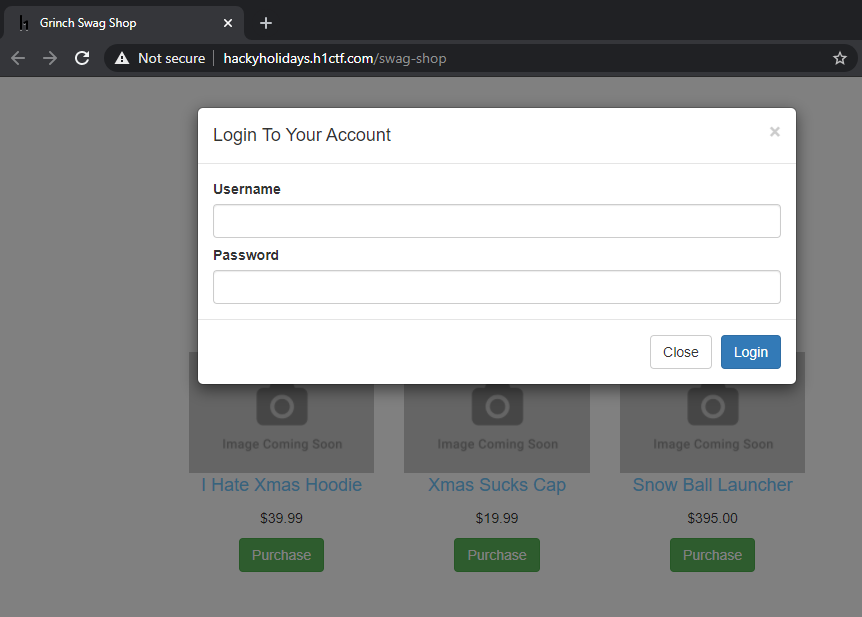 Grinch Swag Shop
Not secure hackyholidays.h1ctf.com/swag-shop
Login To Your Account
Username
Password
Close Login
Image Coming Soon Image Coming Soon Image Coming Soon
I Hate Xmas Hoodie Xmas Sucks Cap Snow Ball Launcher
$39.99 $19.99 $395.00
Purchase Purchase Purchase